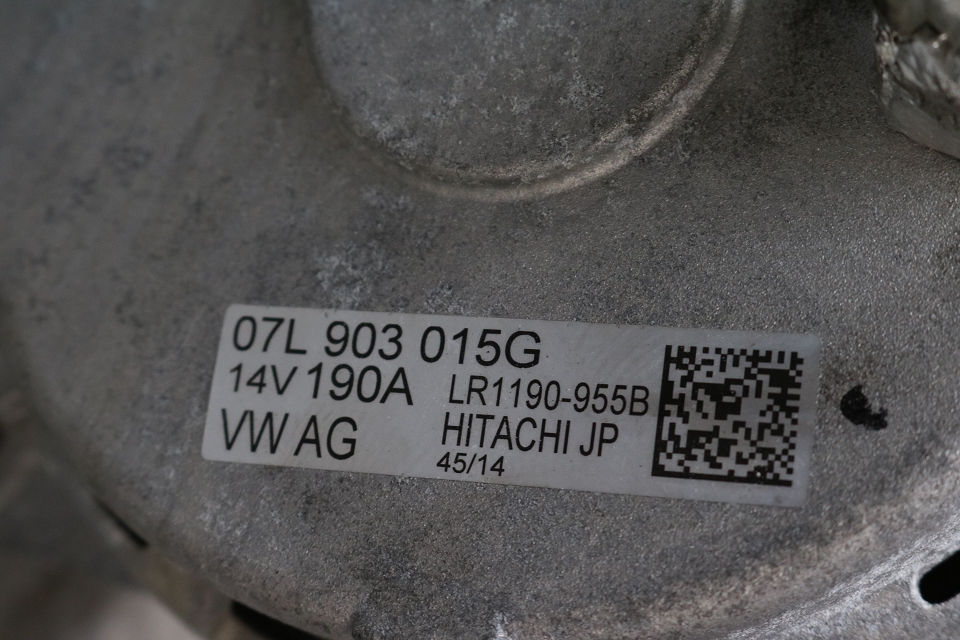 07L 903 015G
14V 190A LR1190-955B
VW AG HITACHI JP
45/14